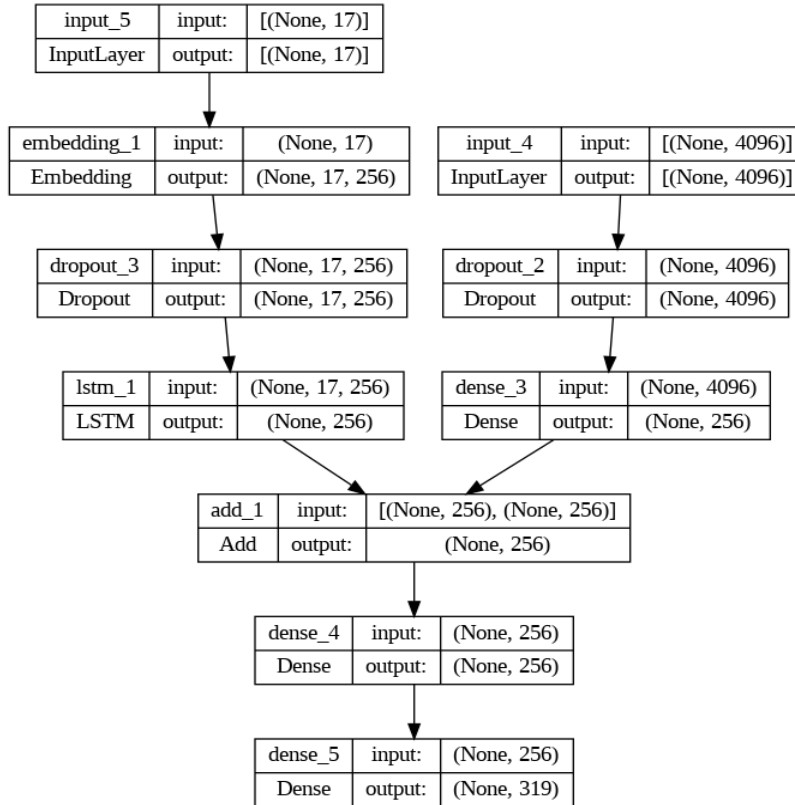 input_5 input: [(None, 17)]
InputLayer output: [(None, 17)]
embedding_1 input: (None, 17)
Embedding output: (None, 17, 256)
input_4 input: [(None, 4096)]
InputLayer output: [(None, 4096)]
dropout_3 input: (None, 17, 256)
Dropout output: (None, 17, 256)
dropout_2 input: (None, 4096)
Dropout output: (None, 4096)
lstm_1 input: (None, 17, 256)
LSTM output: (None, 256)
dense_3 input: (None, 4096)
Dense output: (None, 256)
add_1 input: [(None, 256), (None, 256)]
Add output: (None, 256)
dense_4 input: (None, 256)
Dense output: (None, 256)
dense_5 input: (None, 256)
Dense output: (None, 319)